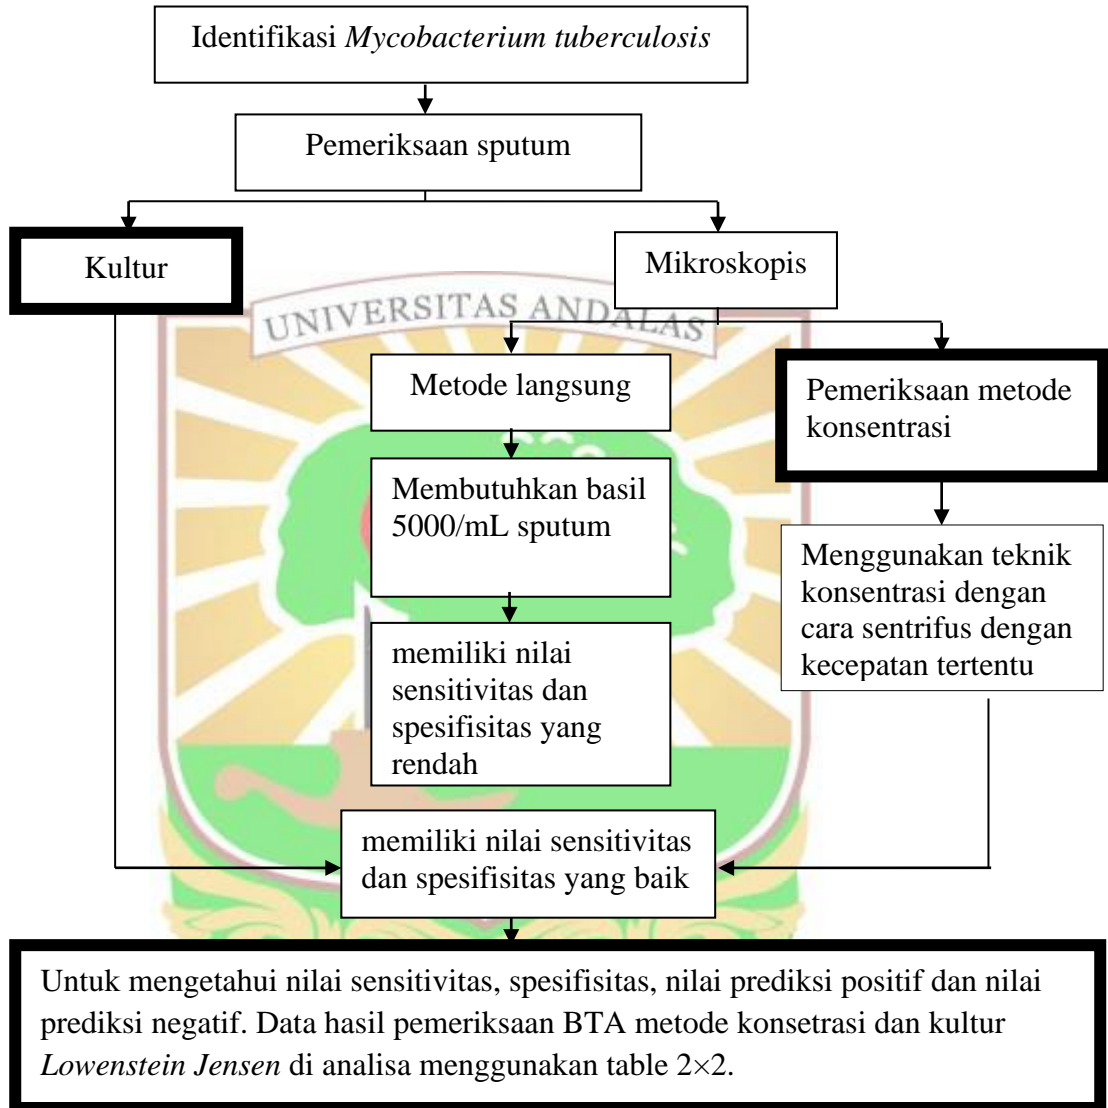 Identifikasi Mycobacterium tuberculosis
Pemeriksaan sputum
Kultur
Mikroskopis
UNIVERSITAS ANDALAS
Metode langsung
Pemeriksaan metode
konsentrasi
Membutuhkan basil
5000/mL sputum
Menggunakan teknik
konsentrasi dengan
cara sentrifus dengan
kecepatan tertentu
memiliki nilai
sensitivitas dan
spesifisitas yang
rendah
memiliki nilai sensitivitas
dan spesifisitas yang baik
Untuk mengetahui nilai sensitivitas, spesifisitas, nilai prediksi positif dan nilai
prediksi negatif. Data hasil pemeriksaan BTA metode konsetrasi dan kultur
Lowenstein Jensen di analisa menggunakan table 2×2.